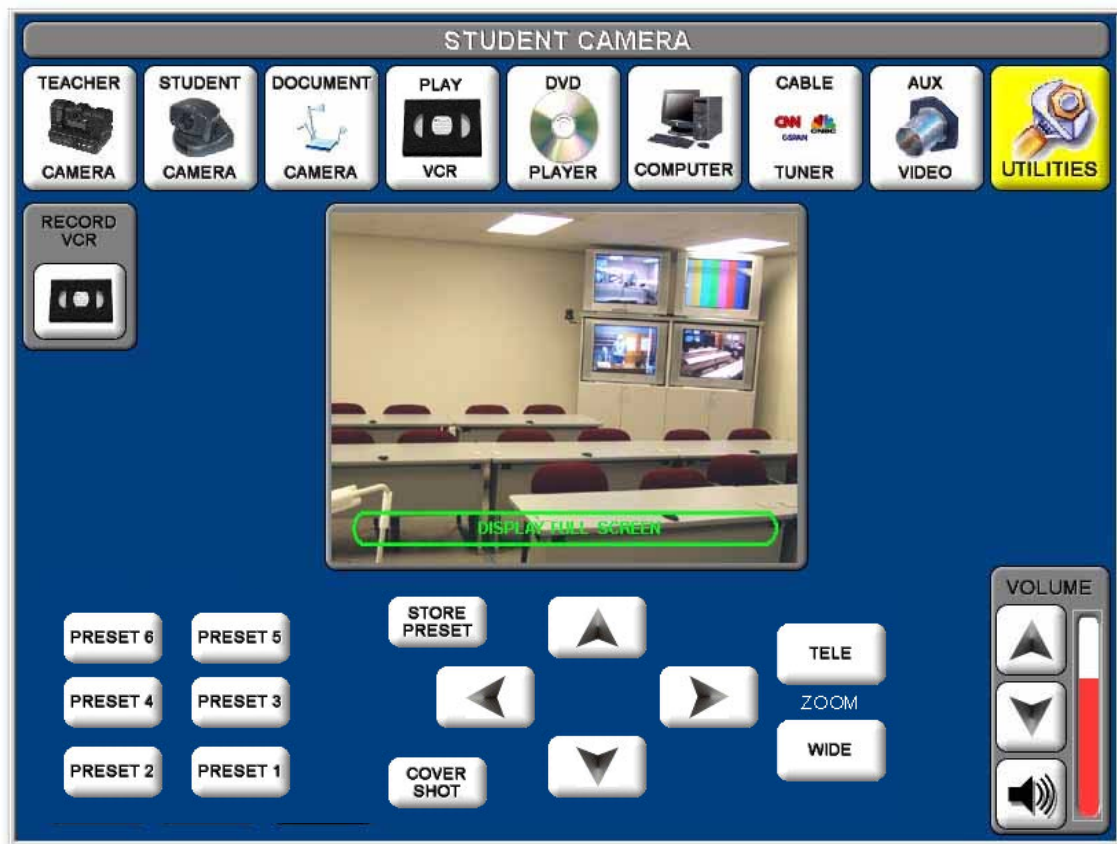 STUDENT CAMERA
TEACHER
CAMERA
STUDENT
CAMERA
DOCUMENT
CAMERA
PLAY
VCR
DVD
PLAYER
COMPUTER
CABLE
CNN
CSPAN
CNBC
TUNER
AUX
VIDEO
UTILITIES
RECORD
VCR
DISPLAY FULL SCREEN
PRESET 6
PRESET 5
PRESET 4
PRESET 3
PRESET 2
PRESET 1
STORE
PRESET
COVER
SHOT
TELE
ZOOM
WIDE
VOLUME